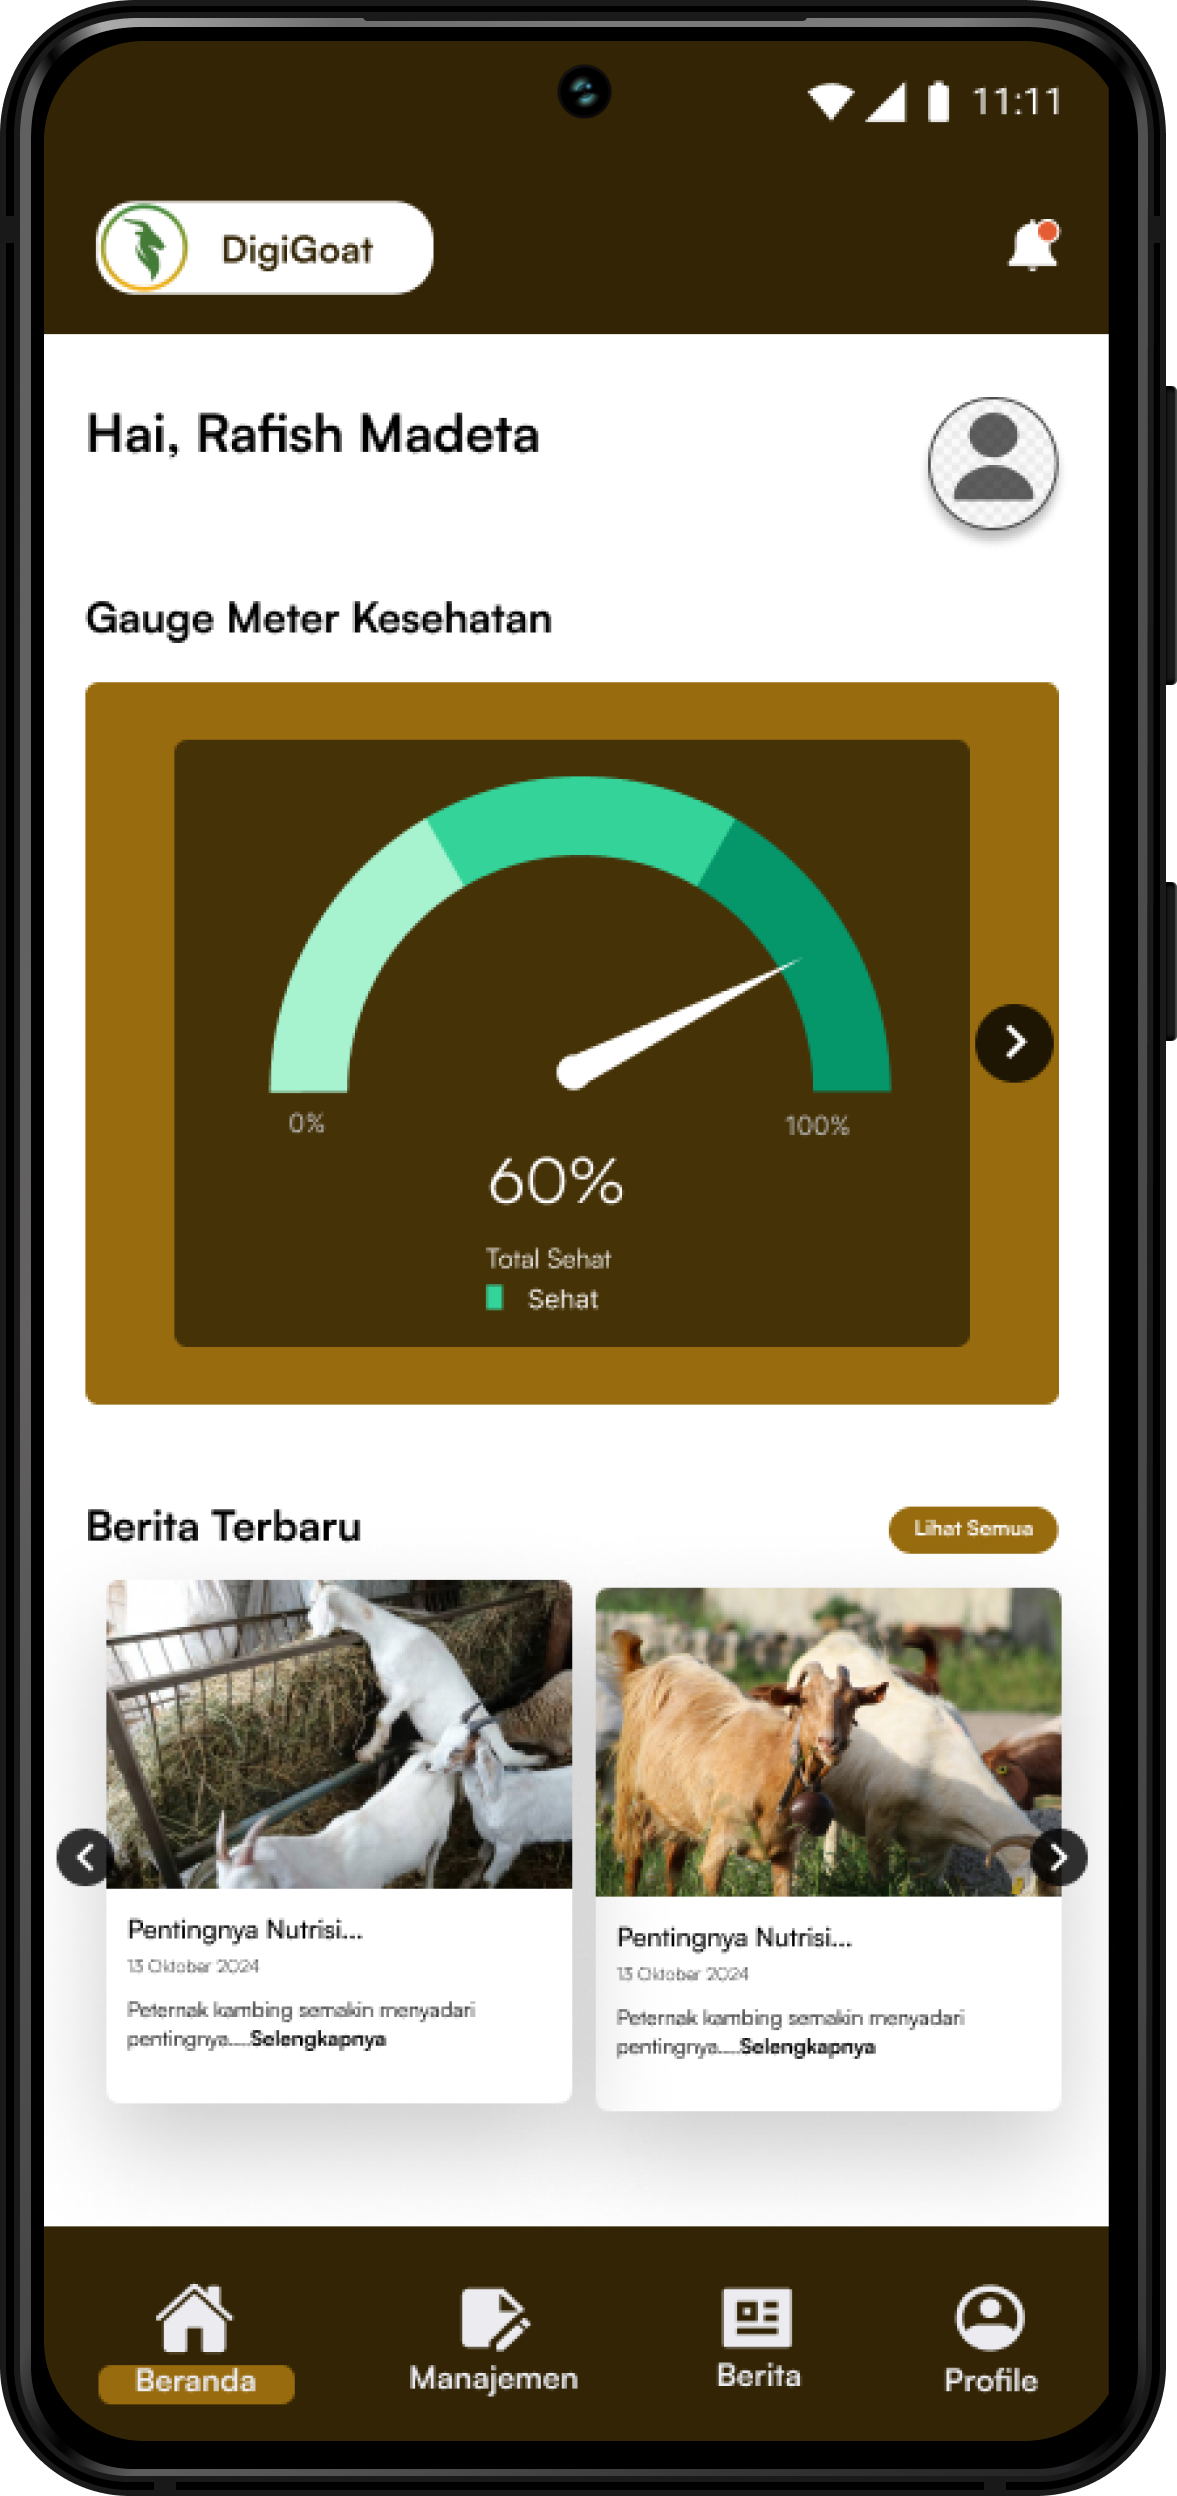 11:11
DigiGoat
Hai, Rafish Madeta
Gauge Meter Kesehatan
0%
100%
60%
Total Sehat
Sehat
Berita Terbaru
Lihat Semua
Pentingnya Nutrisi...
13 Oktober 2024
Peternak kambing semakin menyadari
pentingnya....Selengkapnya
Pentingnya Nutrisi...
13 Oktober 2024
Peternak kambing semakin menyadari
pentingnya....Selengkapnya
Beranda
Manajemen
Berita
Profile